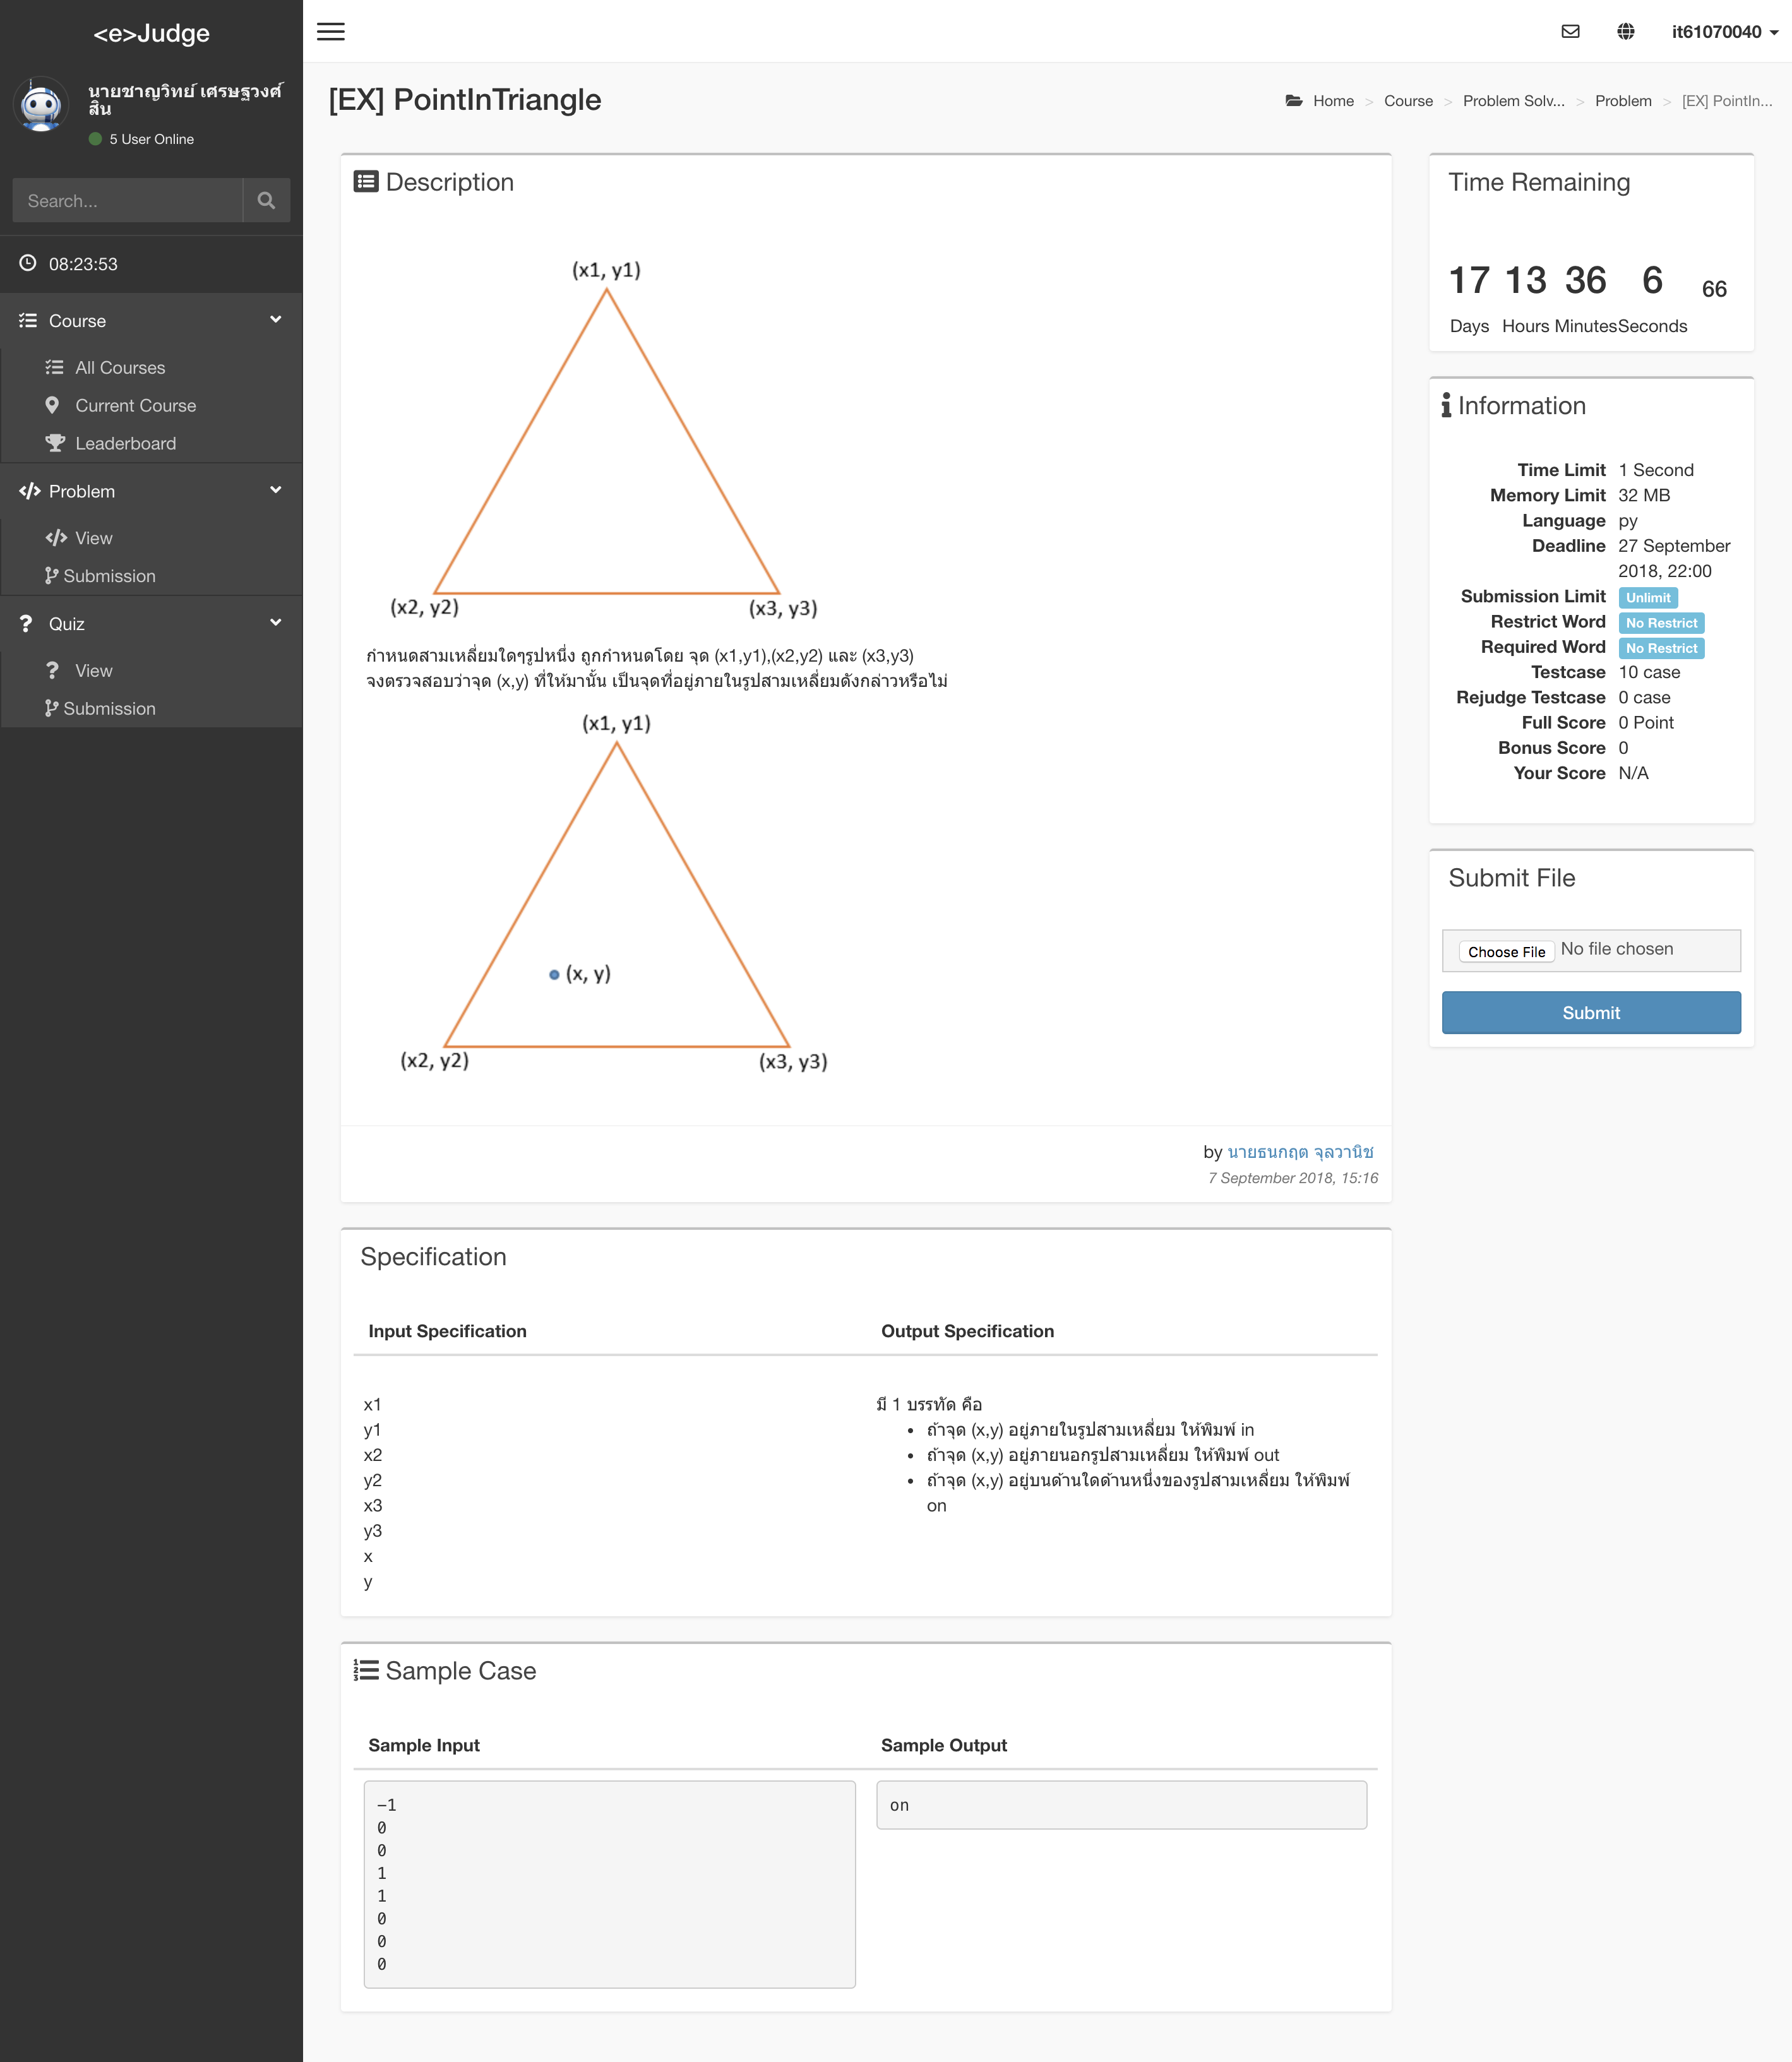 <e>Judge
นายชาญวิทย์ เศรษฐวงศ์
สิน
5 User Online
Search...
08:23:53
Course
All Courses
Current Course
Leaderboard
Problem
View
Submission
Quiz
View
Submission
it61070040
[EX] PointInTriangle
Home > Course > Problem Solv... > Problem > [EX] PointIn...
Description
(x1, y1)
(x2, y2)
(x3, y3)
กำหนดสามเหลี่ยมใดๆรูปหนึ่ง ถูกกำหนดโดย จุด (x1,y1),(x2,y2) และ (x3,y3)
จงตรวจสอบว่าจุด (x,y) ที่ให้มานั้น เป็นจุดที่อยู่ภายในรูปสามเหลี่ยมดังกล่าวหรือไม่
(x1, y1)
(x, y)
(x2, y2)
(x3, y3)
by นายธนกฤต จุลวานิช
7 September 2018, 15:16
Specification
Input Specification
Output Specification
x1
y1
x2
y2
x3
y3
x
y
มี 1 บรรทัด คือ
• ถ้าจุด (x,y) อยู่ภายในรูปสามเหลี่ยม ให้พิมพ์ in
• ถ้าจุด (x,y) อยู่ภายนอกรูปสามเหลี่ยม ให้พิมพ์ out
• ถ้าจุด (x,y) อยู่บนด้านใดด้านหนึ่งของรูปสามเหลี่ยม ให้พิมพ์
on
Sample Case
Sample Input
Sample Output
-1
0
0
1
1
0
0
0
on
Time Remaining
17 13 36 6 66
Days Hours Minutes Seconds
Information
Time Limit 1 Second
Memory Limit 32 MB
Language py
Deadline 27 September
2018, 22:00
Submission Limit Unlimit
Restrict Word No Restrict
Required Word No Restrict
Testcase 10 case
Rejudge Testcase 0 case
Full Score 0 Point
Bonus Score 0
Your Score N/A
Submit File
Choose File No file chosen
Submit